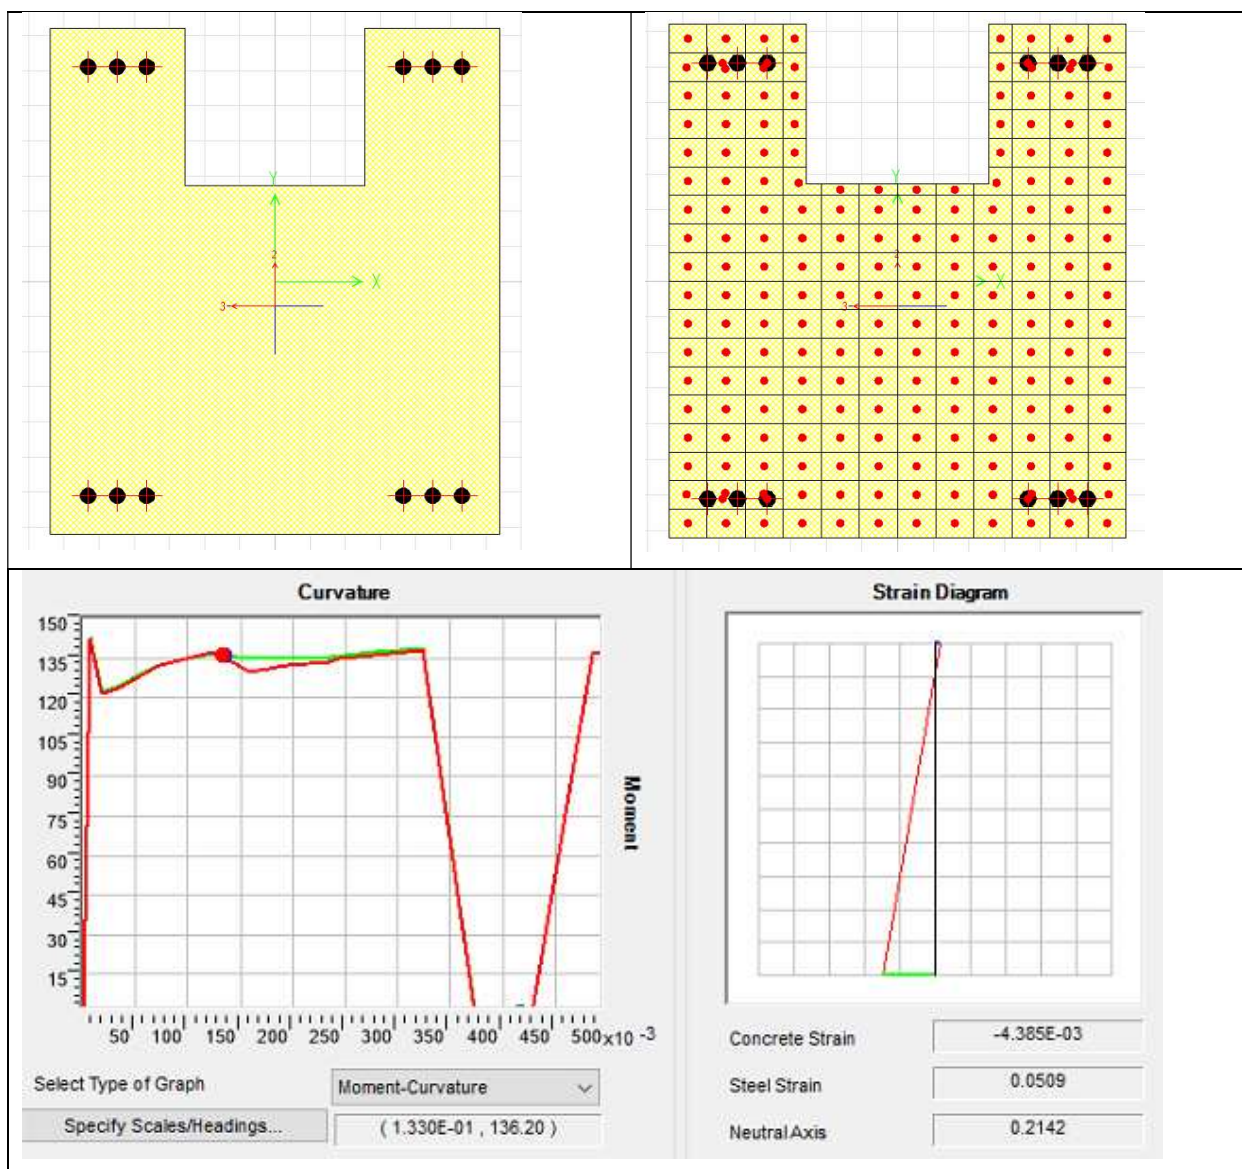 Y
X
2
3
Y
X
2
3
Curvature
150
135
120
105
90
75
60
45
30
15
50 100 150 200 250 300 350 400 450 500 x10 -3
Moment
Select Type of Graph
Moment-Curvature
Specify Scales/Headings...
( 1.330E-01 , 136.20 )
Strain Diagram
Concrete Strain
-4.385E-03
Steel Strain
0.0509
Neutral Axis
0.2142